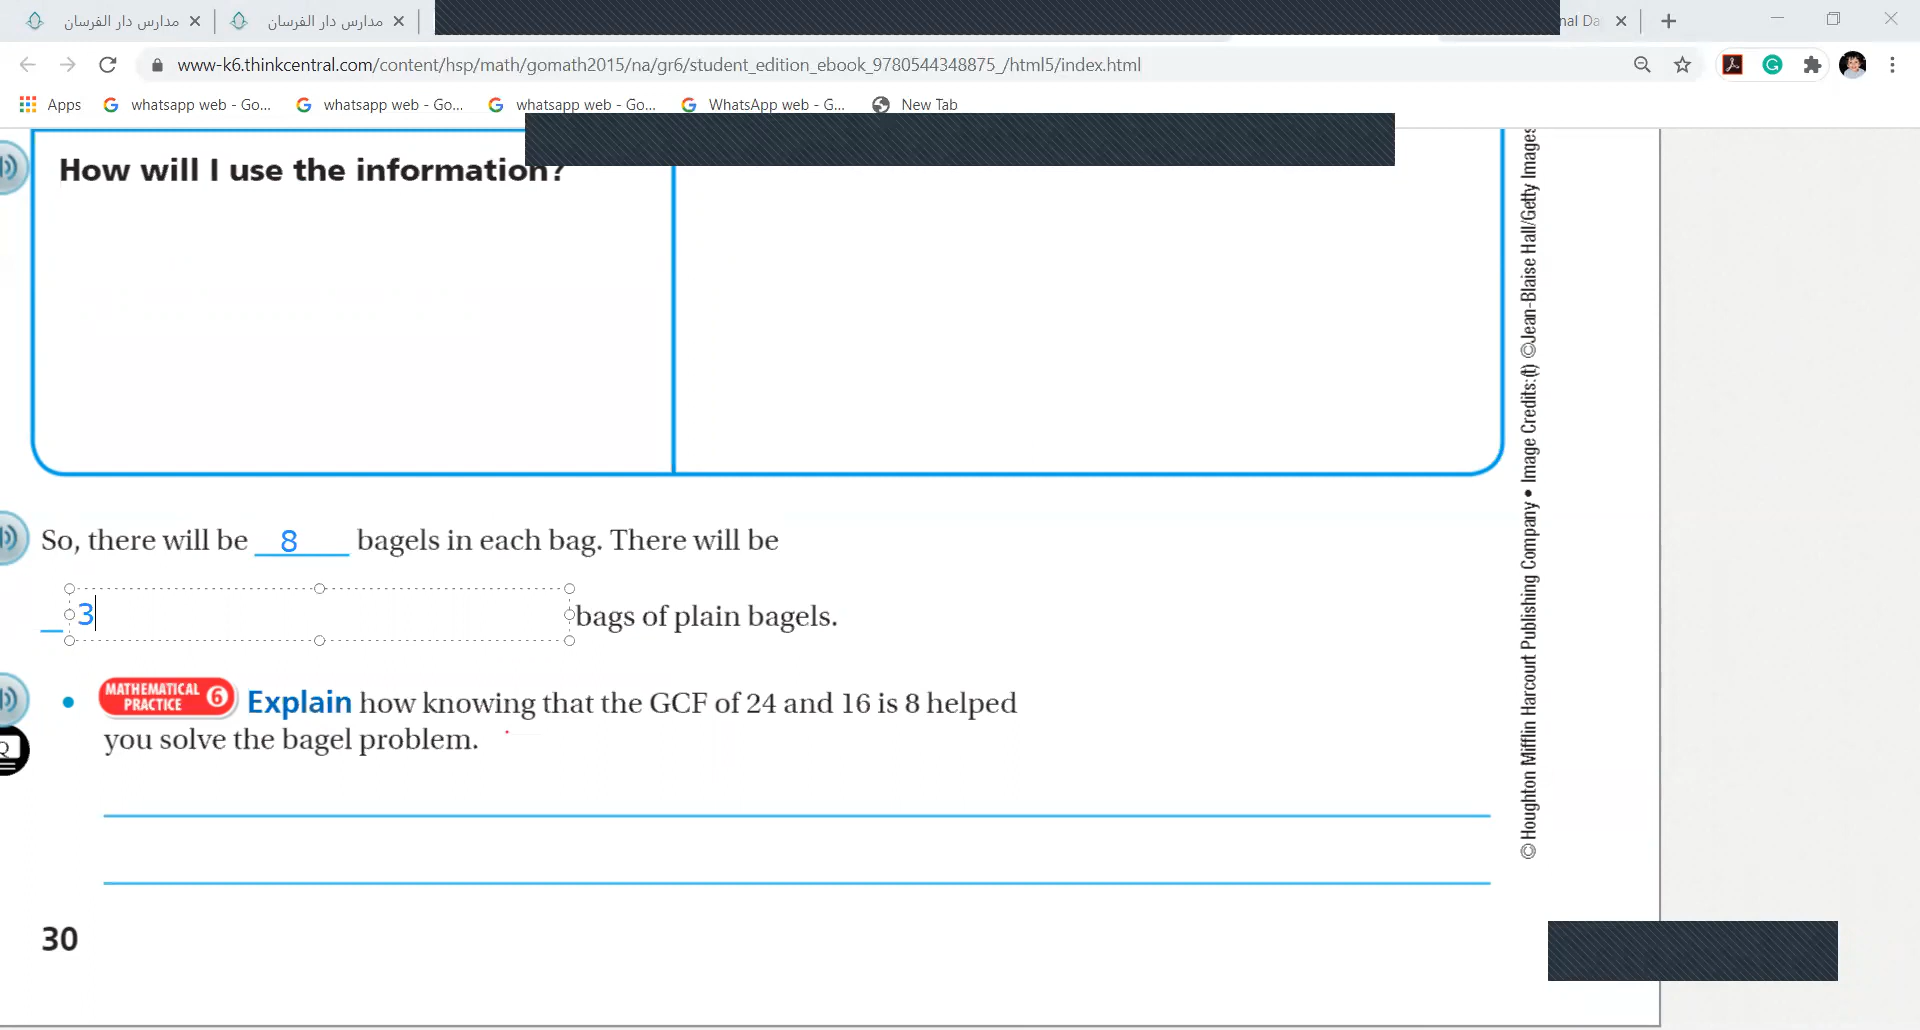 مدارس دار الفرسان
مدارس دار الفرسان
nal Da
www-k6.thinkcentral.com/content/hsp/math/gomath2015/na/gr6/student_edition_ebook_9780544348875_/html5/index.html
Apps
whatsapp web - Go...
whatsapp web - Go...
whatsapp web - Go...
WhatsApp web - G...
New Tab
How will I use the information?
So, there will be 8 bagels in each bag. There will be
3 bags of plain bagels.
• MATHEMATICAL PRACTICE 6 Explain how knowing that the GCF of 24 and 16 is 8 helped
you solve the bagel problem.
30
© Houghton Mifflin Harcourt Publishing Company • Image Credits:(t) ©Jean-Blaise Hall/Getty Images